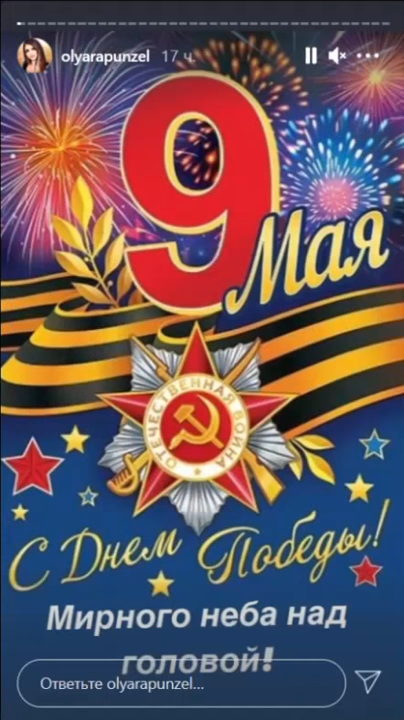 olyarapunzel 17 ч.
9
Мая
ОТЕЧЕСТВЕННАЯ ВОЙНА
С Днем Победы!
Мирного неба над
головой!
Ответьте olyarapunzel...